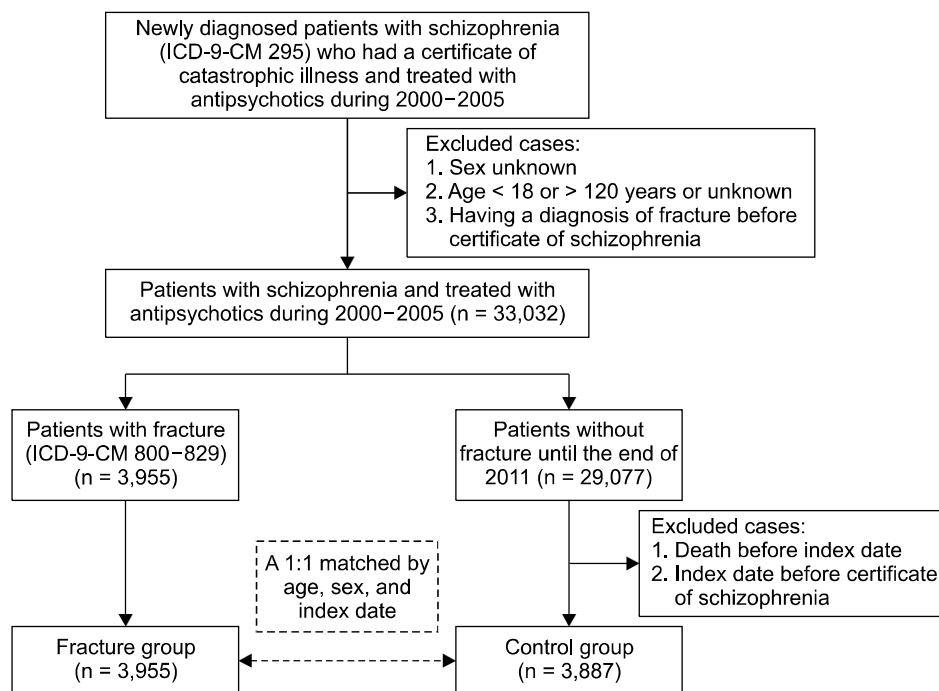 Newly diagnosed patients with schizophrenia
(ICD-9-CM 295) who had a certificate of
catastrophic illness and treated with
antipsychotics during 2000−2005
Excluded cases:
1. Sex unknown
2. Age < 18 or > 120 years or unknown
3. Having a diagnosis of fracture before
certificate of schizophrenia
Patients with schizophrenia and treated with
antipsychotics during 2000−2005 (n = 33,032)
Patients with fracture
(ICD-9-CM 800−829)
(n = 3,955)
Patients without
fracture until the end of
2011 (n = 29,077)
Excluded cases:
1. Death before index date
2. Index date before certificate
of schizophrenia
A 1:1 matched by
age, sex, and
index date
Fracture group
(n = 3,955)
Control group
(n = 3,887)